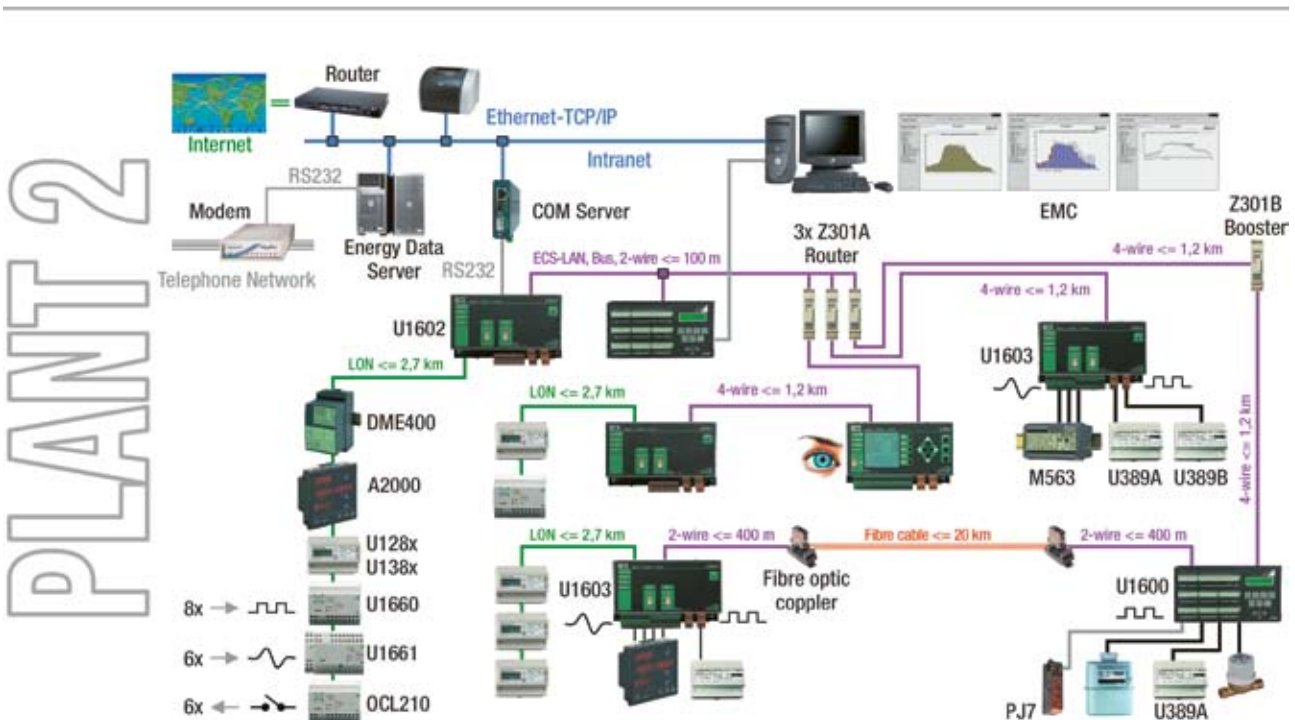 PLANT 2
Router
Internet
Ethernet-TCP/IP
Intranet
RS232
Modem
Telephone Network
Energy Data
Server
COM Server
RS232
EMC
Z301B
Booster
3x Z301A
Router
4-wire <= 1,2 km
ECS-LAN, Bus, 2-wire <= 100 m
4-wire <= 1,2 km
U1602
U1603
LON <= 2,7 km
DME400
LON <= 2,7 km
4-wire <= 1,2 km
4-wire <= 1,2 km
A2000
M563
U389A
U389B
U128x
U138x
LON <= 2,7 km
2-wire <= 400 m
Fibre cable <= 20 km
2-wire <= 400 m
Fibre optic
coppler
U1603
U1600
8x
U1660
6x
U1661
6x
OCL210
PJ7
U389A